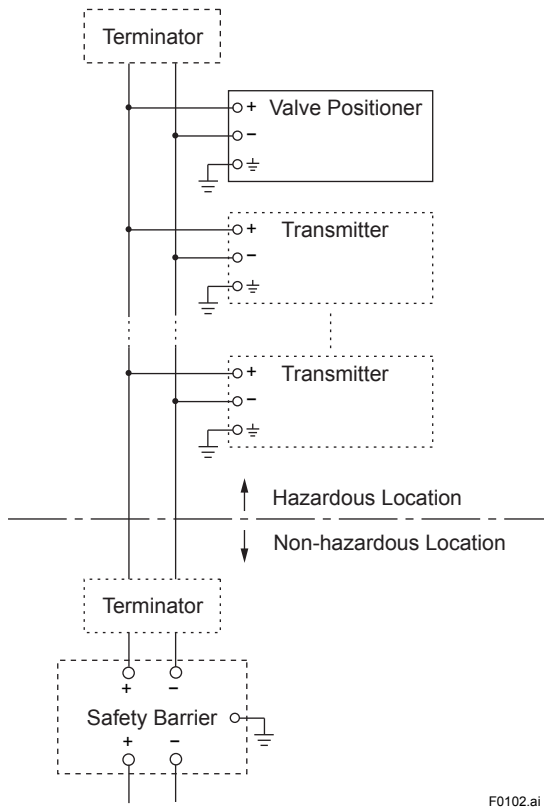 Terminator
+ Valve Positioner
−
+ Transmitter
−
+ Transmitter
−
Hazardous Location
Non-hazardous Location
Terminator
+ −
Safety Barrier
+ −
F0102.ai